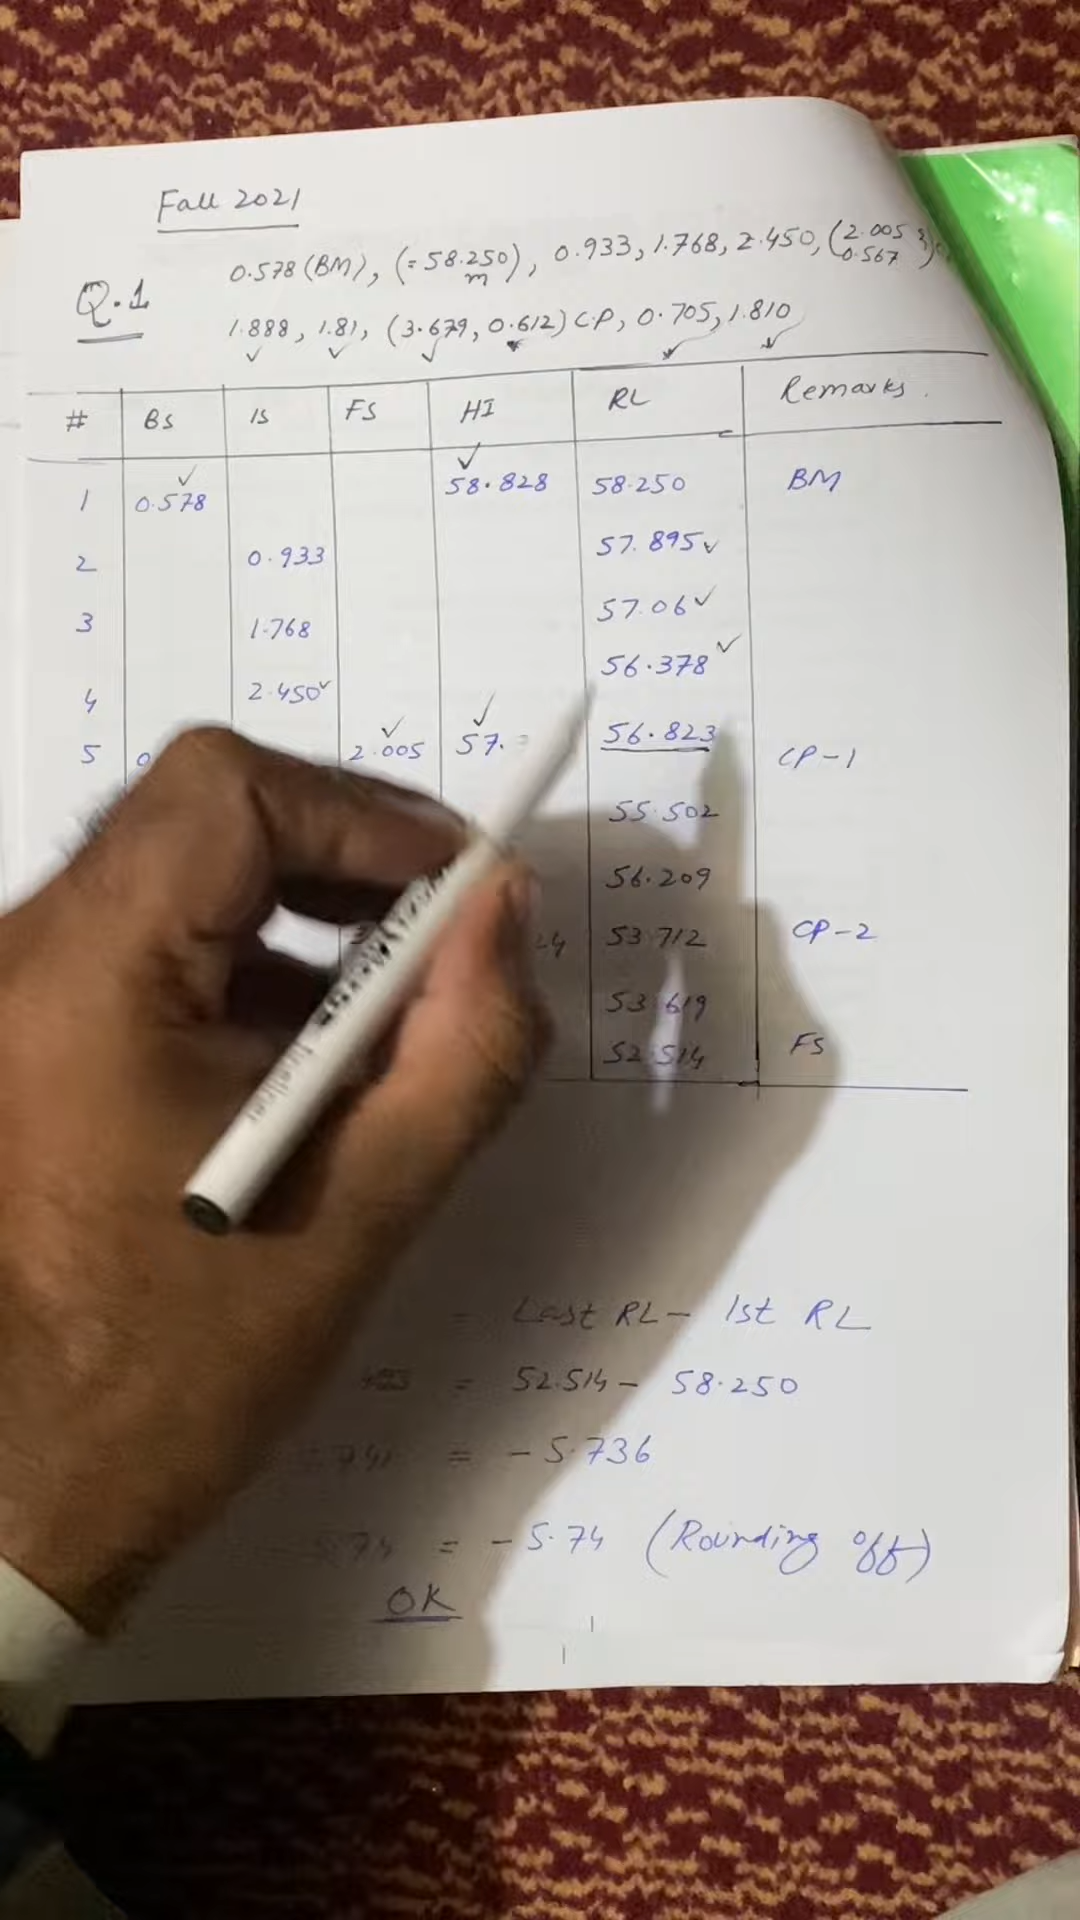 Fall 2021
0.578 (BM), (= 58.250 m), 0.933, 1.768, 2.450, (2.005 & 0.567)
Q.1
1.888, 1.81, (3.679, 0.612) C.P, 0.705, 1.810
# BS IS FS HI RL Remarks.
1 0.578 58.828 58.250 BM
2 0.933 57.895
3 1.768 57.06
4 2.450 56.378
5 0 2.005 57. 56.823 CP-1
55.502
56.209
24 53.712 CP-2
53.619
52.514 FS
= Last RL - 1st RL
= 52.514 - 58.250
= - 5.736
74 = - 5.74 (Rounding off)
OK